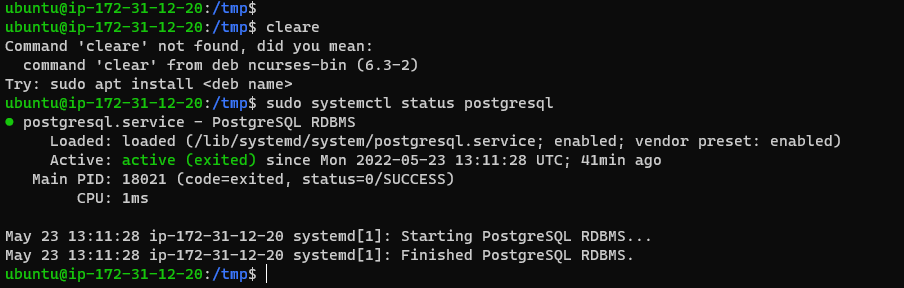 ubuntu@ip-172-31-12-20:/tmp$
ubuntu@ip-172-31-12-20:/tmp$ cleare
Command 'cleare' not found, did you mean:
  command 'clear' from deb ncurses-bin (6.3-2)
Try: sudo apt install <deb name>
ubuntu@ip-172-31-12-20:/tmp$ sudo systemctl status postgresql
● postgresql.service - PostgreSQL RDBMS
     Loaded: loaded (/lib/systemd/system/postgresql.service; enabled; vendor preset: enabled)
     Active: active (exited) since Mon 2022-05-23 13:11:28 UTC; 41min ago
   Main PID: 18021 (code=exited, status=0/SUCCESS)
        CPU: 1ms

May 23 13:11:28 ip-172-31-12-20 systemd[1]: Starting PostgreSQL RDBMS...
May 23 13:11:28 ip-172-31-12-20 systemd[1]: Finished PostgreSQL RDBMS.
ubuntu@ip-172-31-12-20:/tmp$